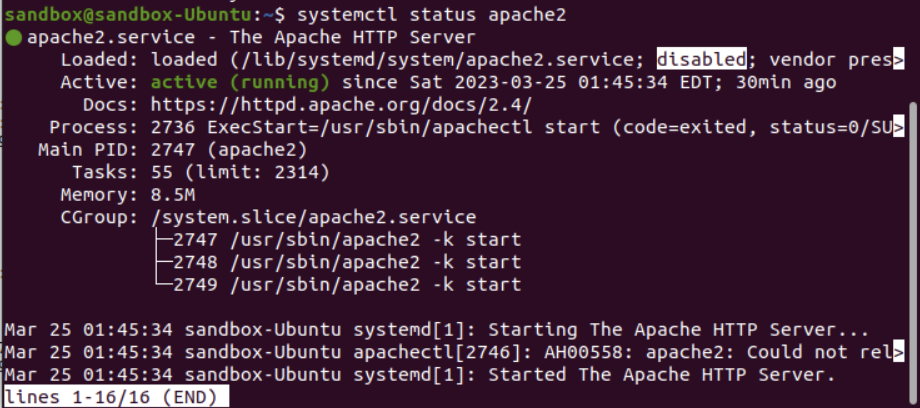 sandbox@sandbox-Ubuntu:~$ systemctl status apache2
● apache2.service - The Apache HTTP Server
     Loaded: loaded (/lib/systemd/system/apache2.service; disabled; vendor pres>
     Active: active (running) since Sat 2023-03-25 01:45:34 EDT; 30min ago
       Docs: https://httpd.apache.org/docs/2.4/
    Process: 2736 ExecStart=/usr/sbin/apachectl start (code=exited, status=0/SU>
   Main PID: 2747 (apache2)
      Tasks: 55 (limit: 2314)
     Memory: 8.5M
     CGroup: /system.slice/apache2.service
             ├─2747 /usr/sbin/apache2 -k start
             ├─2748 /usr/sbin/apache2 -k start
             └─2749 /usr/sbin/apache2 -k start
Mar 25 01:45:34 sandbox-Ubuntu systemd[1]: Starting The Apache HTTP Server...
Mar 25 01:45:34 sandbox-Ubuntu apachectl[2746]: AH00558: apache2: Could not rel>
Mar 25 01:45:34 sandbox-Ubuntu systemd[1]: Started The Apache HTTP Server.
lines 1-16/16 (END)